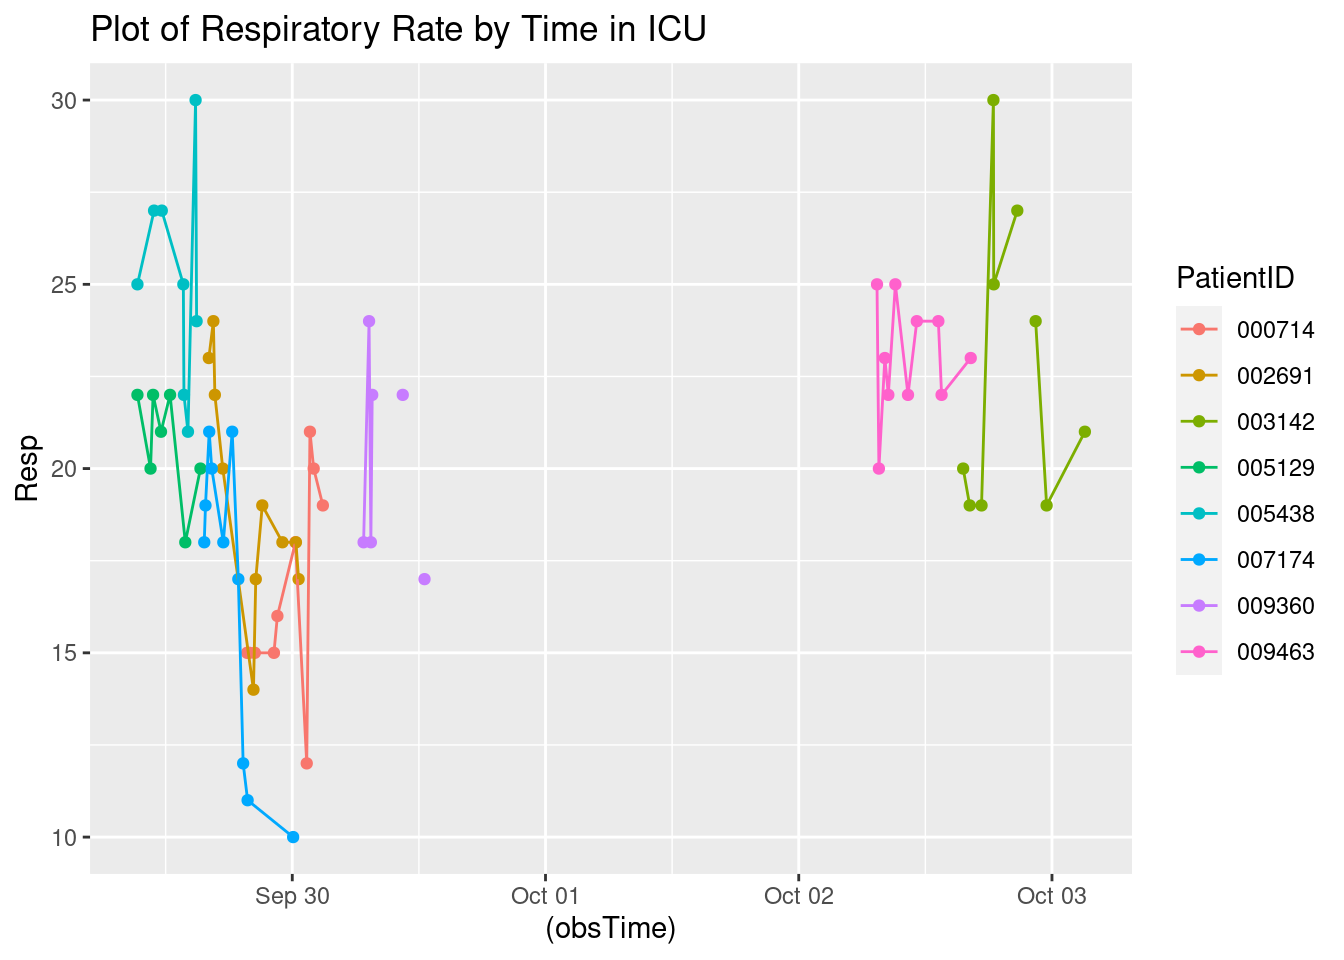 Plot of Respiratory Rate by Time in ICU
30
25
20
15
10
Resp
Sep 30
Oct 01
Oct 02
Oct 03
(obsTime)
PatientID
000714
002691
003142
005129
005438
007174
009360
009463